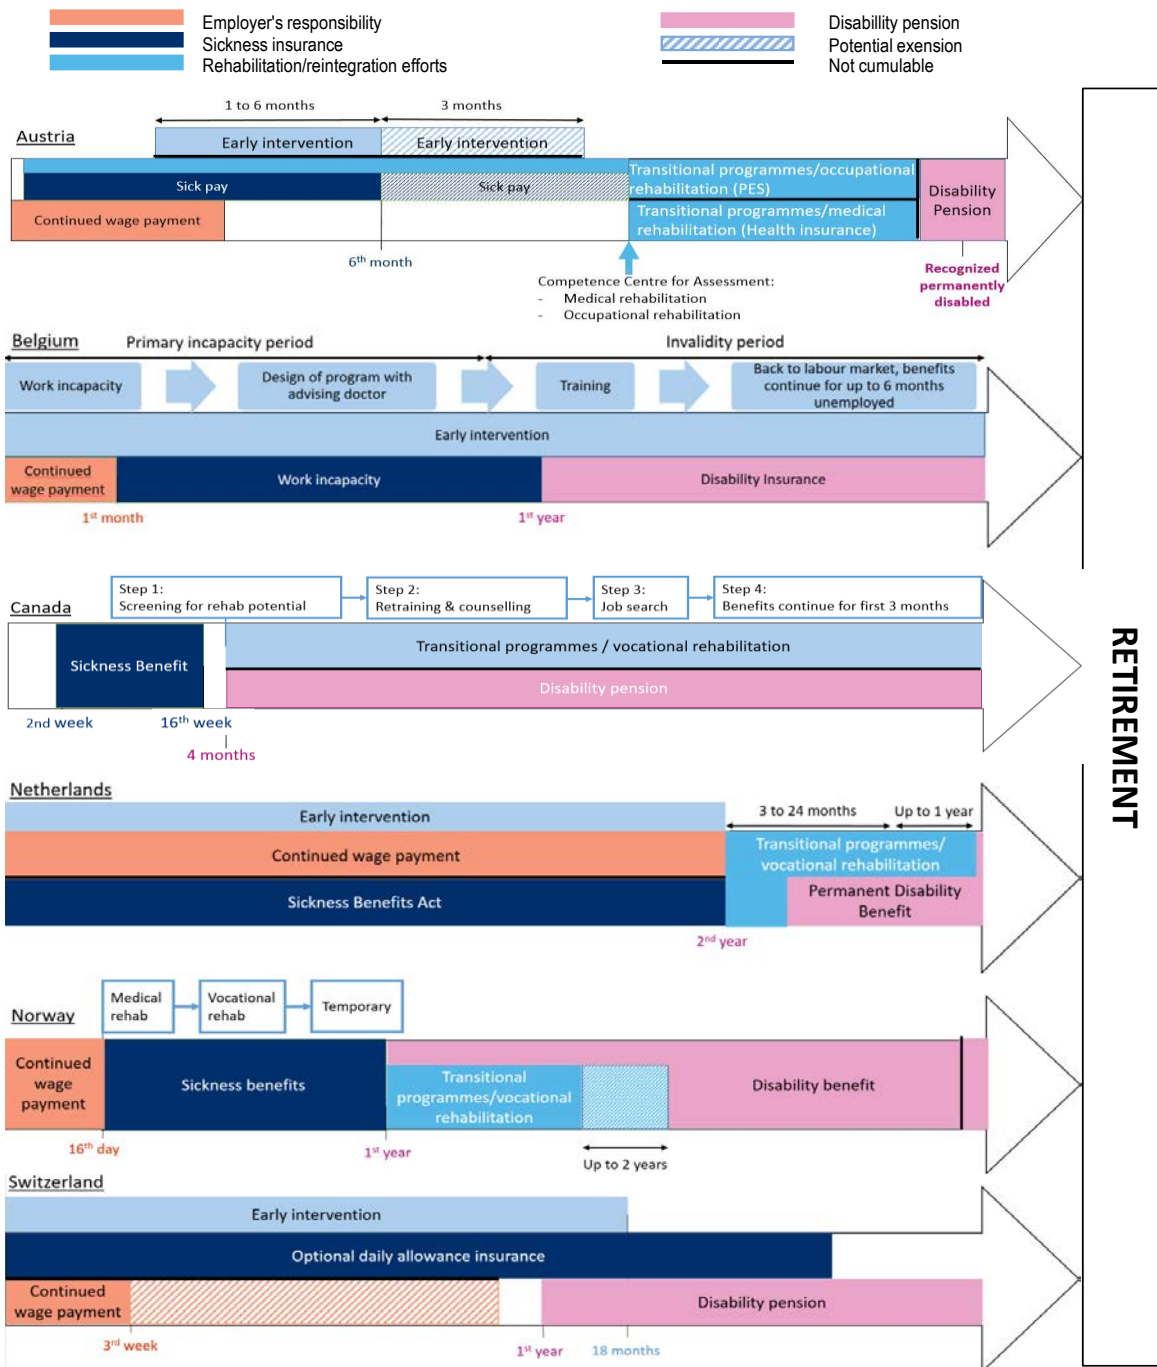 Employer's responsibility
Sickness insurance
Rehabilitation/reintegration efforts
Disabillity pension
Potential exension
Not cumulable
1 to 6 months
3 months
Austria
Early intervention
Early intervention
Sick pay
Sick pay
Transitional programmes/occupational
rehabilitation (PES)
Continued wage payment
Transitional programmes/medical
rehabilitation (Health insurance)
Disability
Pension
6th month
Competence Centre for Assessment:
- Medical rehabilitation
- Occupational rehabilitation
Recognized
permanently
disabled
Belgium
Primary incapacity period
Invalidity period
Work incapacity
Design of program with
advising doctor
Training
Back to labour market, benefits
continue for up to 6 months
unemployed
Early intervention
Continued
wage payment
Work incapacity
Disability Insurance
1st month
1st year
Canada
Step 1:
Screening for rehab potential
Step 2:
Retraining & counselling
Step 3:
Job search
Step 4:
Benefits continue for first 3 months
Sickness Benefit
Transitional programmes / vocational rehabilitation
Disability pension
2nd week
16th week
4 months
RETIREMENT
Netherlands
Early intervention
3 to 24 months
Up to 1 year
Continued wage payment
Transitional programmes/
vocational rehabilitation
Sickness Benefits Act
Permanent Disability
Benefit
2nd year
Norway
Medical
rehab
Vocational
rehab
Temporary
Continued
wage
payment
Sickness benefits
Transitional
programmes/vocational
rehabilitation
Disability benefit
16th day
1st year
Up to 2 years
Switzerland
Early intervention
Optional daily allowance insurance
Continued
wage payment
Disability pension
3rd week
1st year
18 months